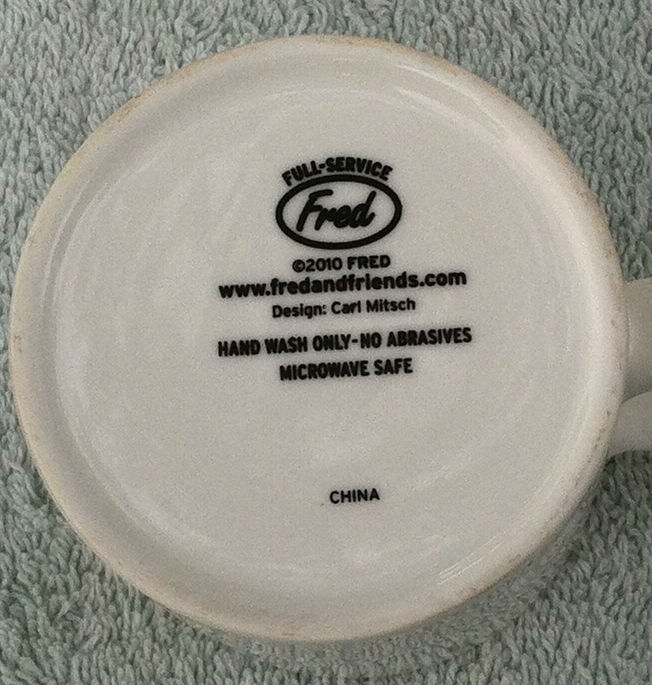 FULL-SERVICE
Fred
©2010 FRED
www.fredandfriends.com
Design: Carl Mitsch
HAND WASH ONLY-NO ABRASIVES
MICROWAVE SAFE
CHINA